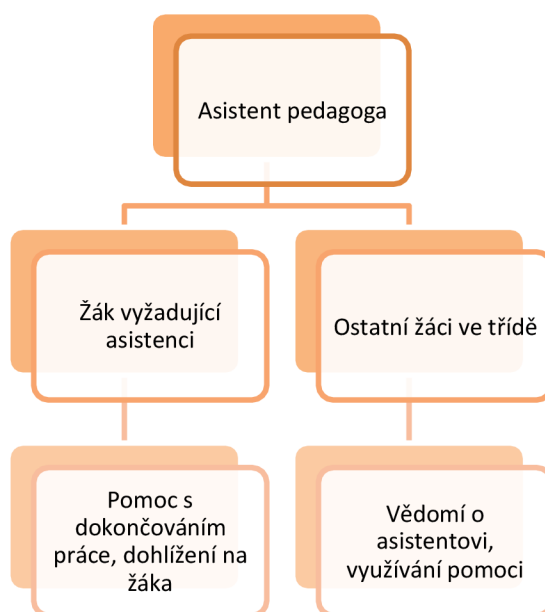 Asistent pedagoga
Žák vyžadující
asistenci
Ostatní žáci ve třídě
Pomoc s
dokončováním
práce, dohlížení na
žáka
Vědomí o
asistentovi,
využívání pomoci